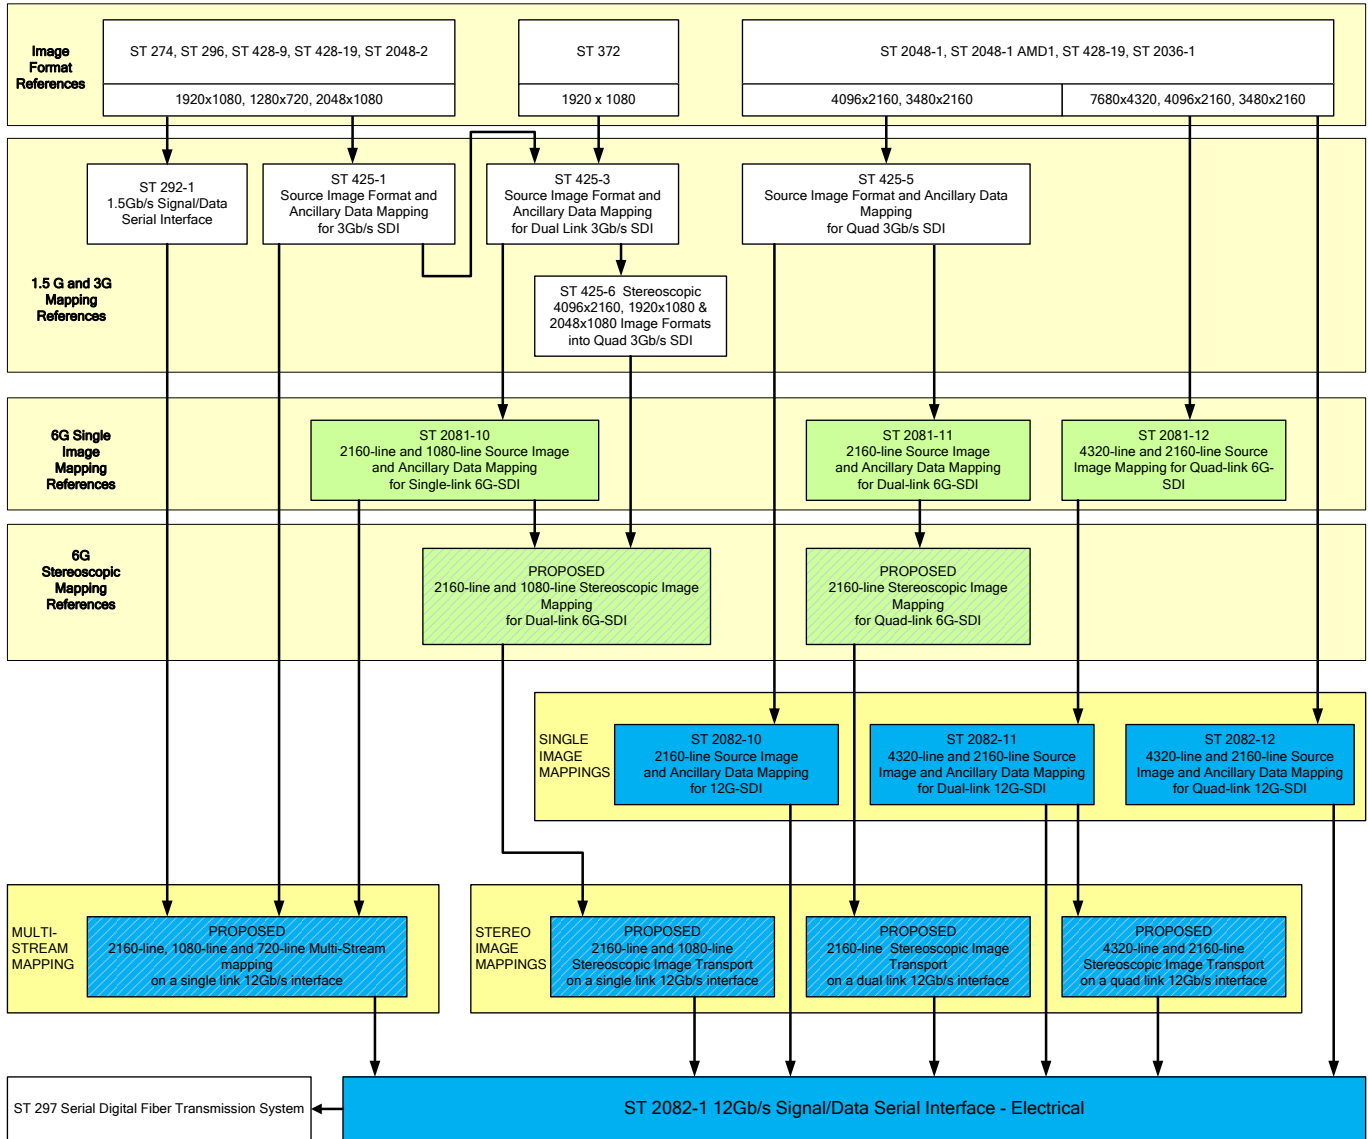 Image
Format
References
ST 274, ST 296, ST 428-9, ST 428-19, ST 2048-2
1920x1080, 1280x720, 2048x1080
ST 372
1920 x 1080
ST 2048-1, ST 2048-1 AMD1, ST 428-19, ST 2036-1
4096x2160, 3480x2160
7680x4320, 4096x2160, 3480x2160
1.5 G and 3G
Mapping
References
ST 292-1
1.5Gb/s Signal/Data
Serial Interface
ST 425-1
Source Image Format and
Ancillary Data Mapping
for 3Gb/s SDI
ST 425-3
Source Image Format and
Ancillary Data Mapping
for Dual Link 3Gb/s SDI
ST 425-5
Source Image Format and Ancillary Data
Mapping
for Quad 3Gb/s SDI
ST 425-6 Stereoscopic
4096x2160, 1920x1080 &
2048x1080 Image Formats
into Quad 3Gb/s SDI
6G Single
Image
Mapping
References
ST 2081-10
2160-line and 1080-line Source Image
and Ancillary Data Mapping
for Single-link 6G-SDI
ST 2081-11
2160-line Source Image
and Ancillary Data Mapping
for Dual-link 6G-SDI
ST 2081-12
4320-line and 2160-line Source
Image Mapping for Quad-link 6G-
SDI
6G
Stereoscopic
Mapping
References
PROPOSED
2160-line and 1080-line Stereoscopic Image
Mapping
for Dual-link 6G-SDI
PROPOSED
2160-line Stereoscopic Image
Mapping
for Quad-link 6G-SDI
SINGLE
IMAGE
MAPPINGS
ST 2082-10
2160-line Source Image
and Ancillary Data Mapping
for 12G-SDI
ST 2082-11
4320-line and 2160-line Source
Image and Ancillary Data Mapping
for Dual-link 12G-SDI
ST 2082-12
4320-line and 2160-line Source
Image and Ancillary Data Mapping
for Quad-link 12G-SDI
MULTI-
STREAM
MAPPING
PROPOSED
2160-line, 1080-line and 720-line Multi-Stream
mapping
on a single link 12Gb/s interface
STEREO
IMAGE
MAPPINGS
PROPOSED
2160-line and 1080-line
Stereoscopic Image Transport
on a single link 12Gb/s interface
PROPOSED
2160-line Stereoscopic Image
Transport
on a dual link 12Gb/s interface
PROPOSED
4320-line and 2160-line
Stereoscopic Image Transport
on a quad link 12Gb/s interface
ST 297 Serial Digital Fiber Transmission System
ST 2082-1 12Gb/s Signal/Data Serial Interface - Electrical